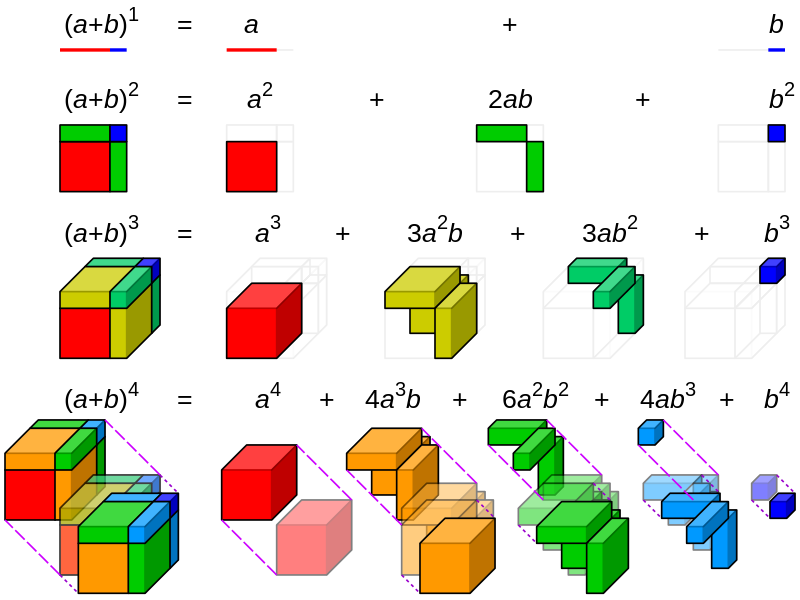 (a+b)¹ = a + b
(a+b)² = a² + 2ab + b²
(a+b)³ = a³ + 3a²b + 3ab² + b³
(a+b)⁴ = a⁴ + 4a³b + 6a²b² + 4ab³ + b⁴